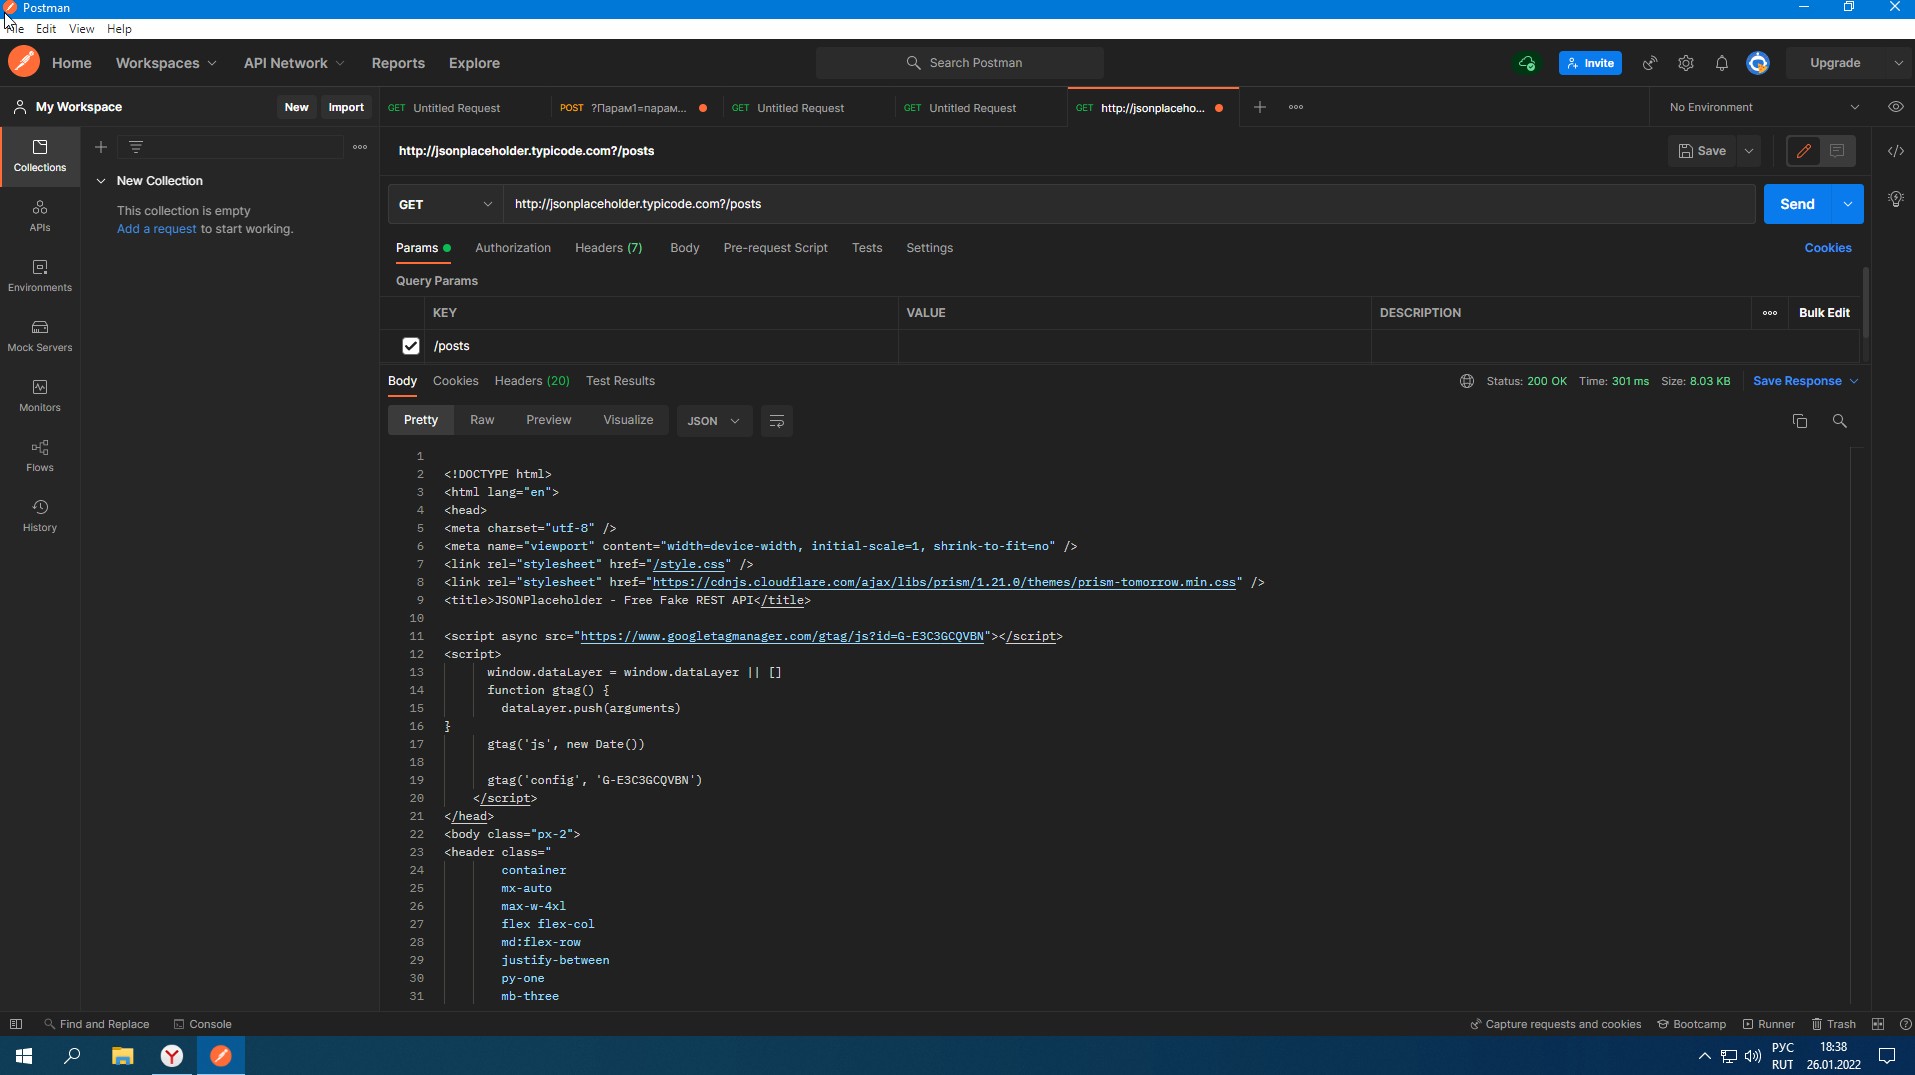 Postman
File Edit View Help
Home Workspaces API Network Reports Explore Search Postman Invite Upgrade
My Workspace New Import GET Untitled Request POST ?Парам1=парам... GET Untitled Request GET Untitled Request GET http://jsonplaceho... No Environment
Collections
http://jsonplaceholder.typicode.com?/posts Save
New Collection
This collection is empty
Add a request to start working.
APIs
Environments
Mock Servers
Monitors
Flows
History
GET http://jsonplaceholder.typicode.com?/posts Send
Params Authorization Headers (7) Body Pre-request Script Tests Settings Cookies
Query Params
KEY VALUE DESCRIPTION Bulk Edit
/posts
Body Cookies Headers (20) Test Results Status: 200 OK Time: 301 ms Size: 8.03 KB Save Response
Pretty Raw Preview Visualize JSON
1
2 <!DOCTYPE html>
3 <html lang="en">
4 <head>
5 <meta charset="utf-8" />
6 <meta name="viewport" content="width=device-width, initial-scale=1, shrink-to-fit=no" />
7 <link rel="stylesheet" href="/style.css" />
8 <link rel="stylesheet" href="https://cdnjs.cloudflare.com/ajax/libs/prism/1.21.0/themes/prism-tomorrow.min.css" />
9 <title>JSONPlaceholder - Free Fake REST API</title>
10
11 <script async src="https://www.googletagmanager.com/gtag/js?id=G-E3C3GCQVBN"></script>
12 <script>
13 window.dataLayer = window.dataLayer || []
14 function gtag() {
15 dataLayer.push(arguments)
16 }
17 gtag('js', new Date())
18
19 gtag('config', 'G-E3C3GCQVBN')
20 </script>
21 </head>
22 <body class="px-2">
23 <header class="
24 container
25 mx-auto
26 max-w-4xl
27 flex flex-col
28 md:flex-row
29 justify-between
30 py-one
31 mb-three
Find and Replace Console Capture requests and cookies Bootcamp Runner Trash
РУС 18:38
RUT 26.01.2022